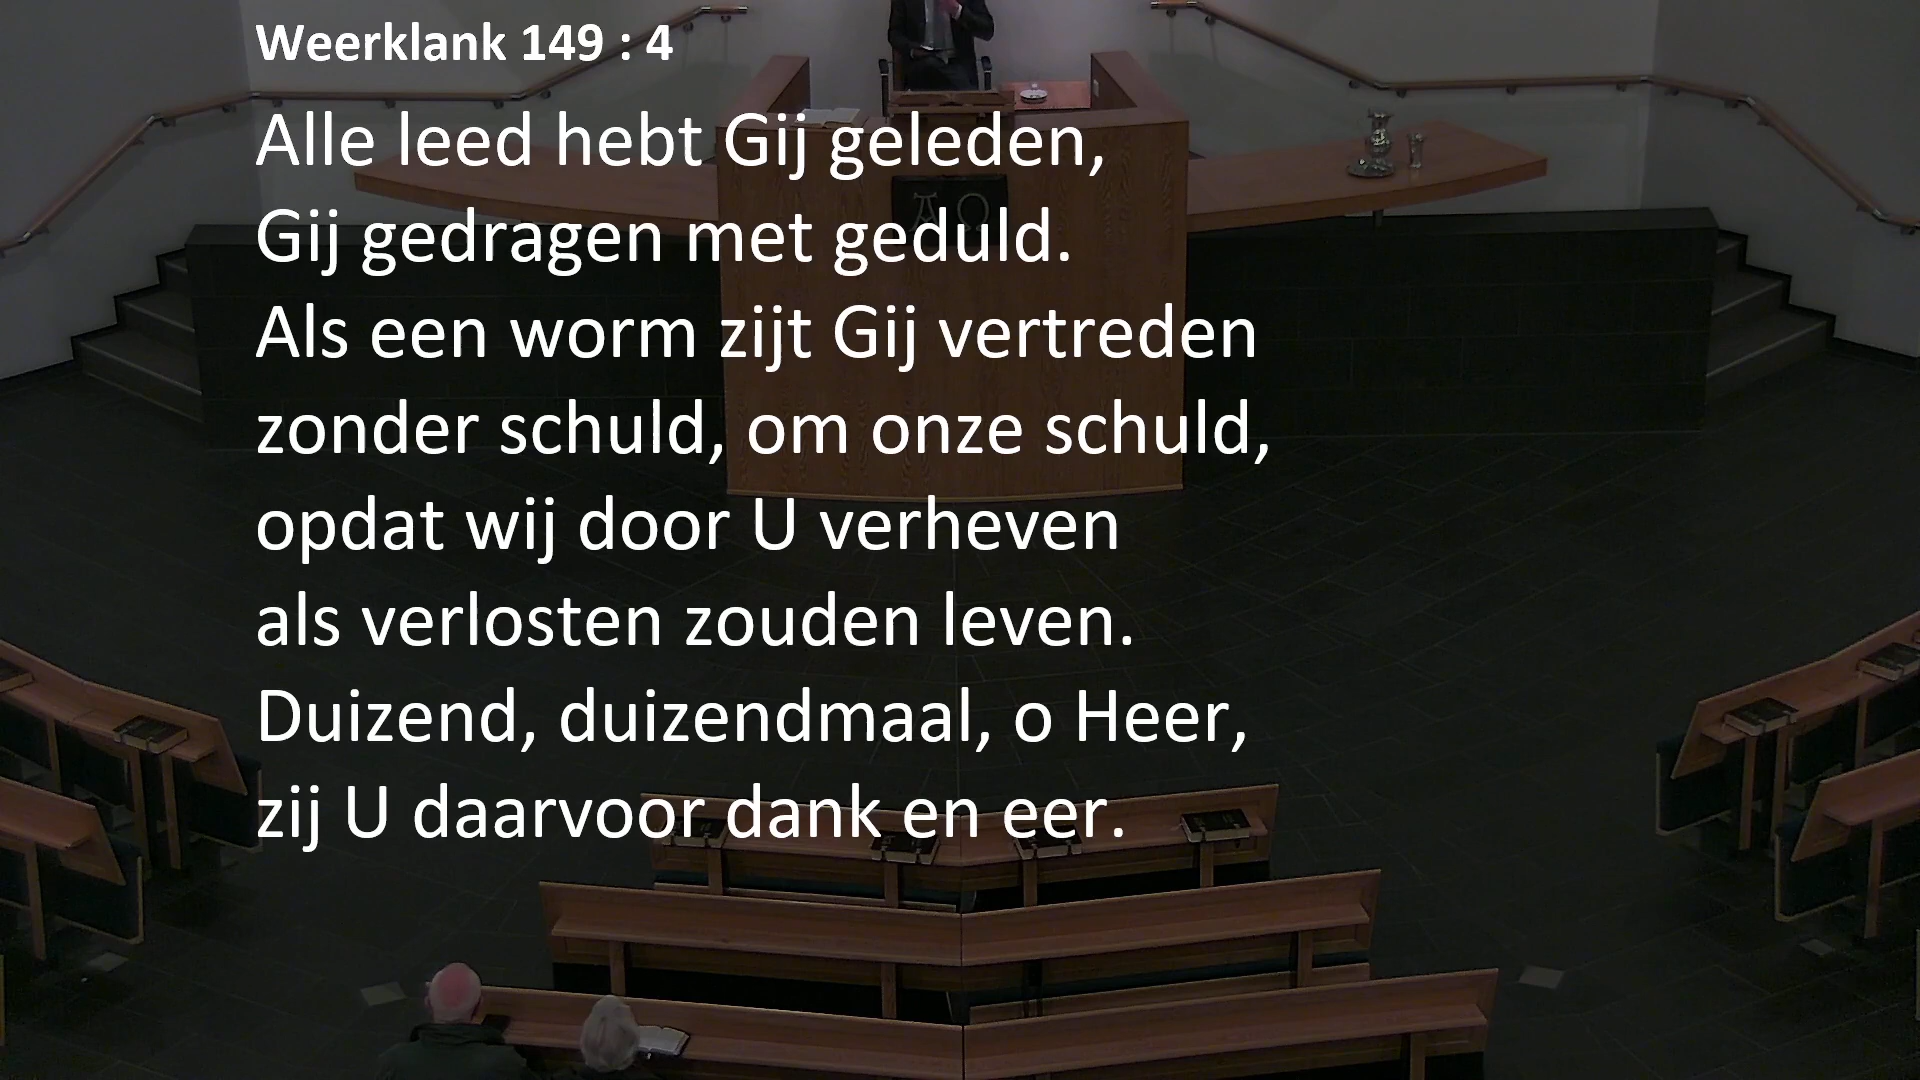 Weerklank 149 : 4
Alle leed hebt Gij geleden,
Gij gedragen met geduld.
Als een worm zijt Gij vertreden
zonder schuld, om onze schuld,
opdat wij door U verheven
als verlosten zouden leven.
Duizend, duizendmaal, o Heer,
zij U daarvoor dank en eer.
Α Ω